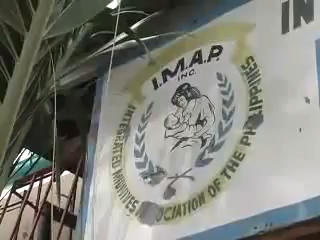 IN
I.M.A.P.
INC.
INTEGRATED MIDWIVES ASSOCIATION OF THE PHILIPPINES